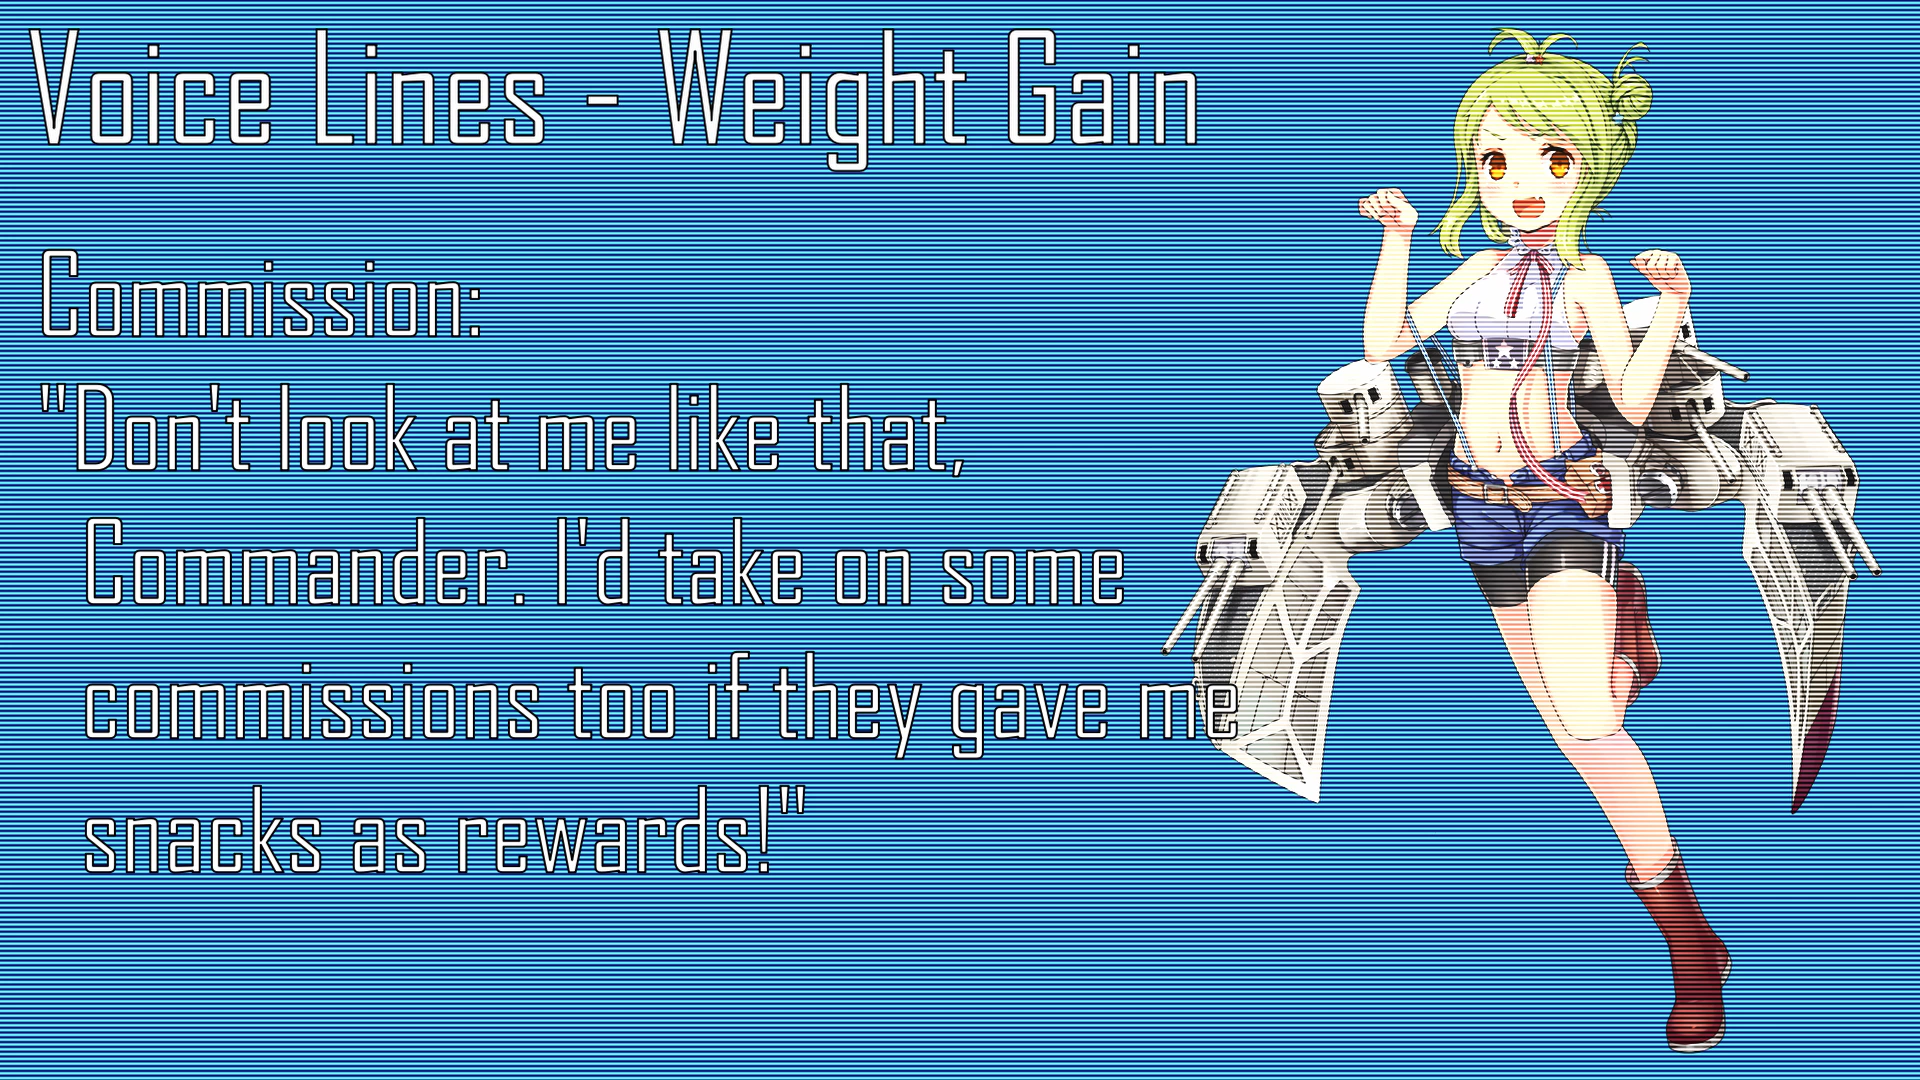 Voice Lines - Weight Gain
Commission:
"Don't look at me like that,
Commander. I'd take on some
commissions too if they gave me
snacks as rewards!"